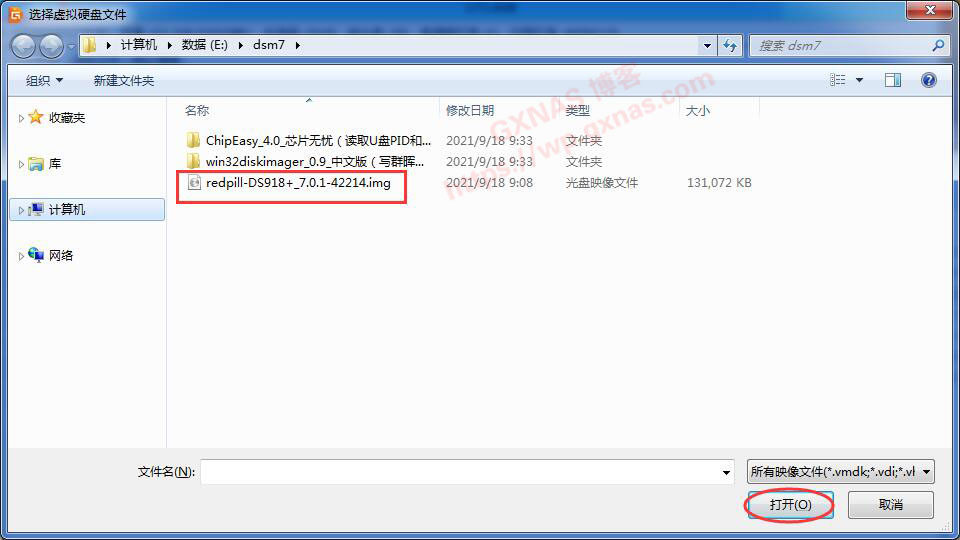 选择虚拟硬盘文件
计算机 数据 (E:) dsm7
搜索 dsm7
组织 新建文件夹
名称 修改日期 类型 大小
收藏夹
库
计算机
网络
ChipEasy_4.0_芯片无忧（读取U盘PID和... 2021/9/18 9:33 文件夹
win32diskimager_0.9_中文版（写群晖... 2021/9/18 9:33 文件夹
redpill-DS918+_7.0.1-42214.img 2021/9/18 9:08 光盘映像文件 131,072 KB
GXNAS 博客
https://wp.gxnas.com
文件名(N):
所有映像文件(*.vmdk;*.vdi;*.vl
打开(O) 取消